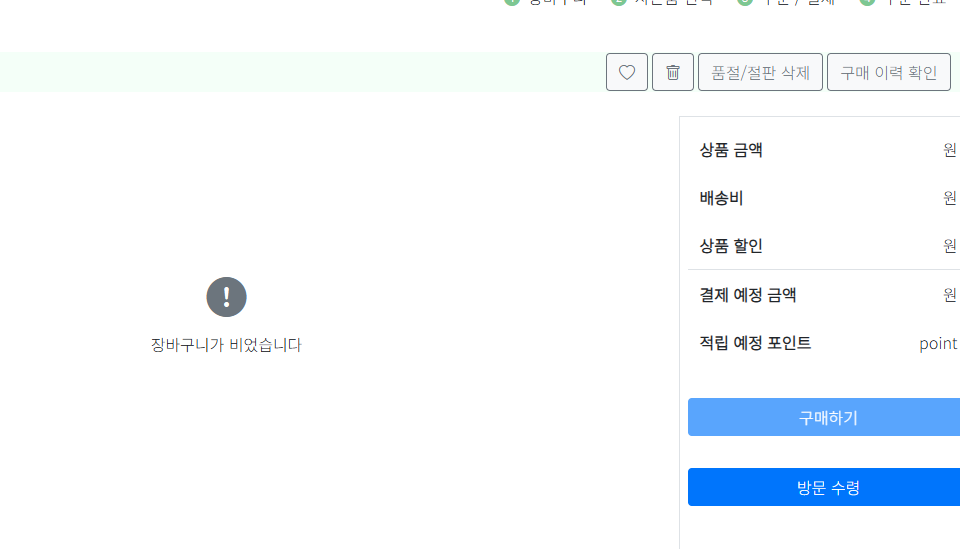 품절/절판 삭제
구매 이력 확인
상품 금액 원
배송비 원
상품 할인 원
결제 예정 금액 원
적립 예정 포인트 point
장바구니가 비었습니다
구매하기
방문 수령